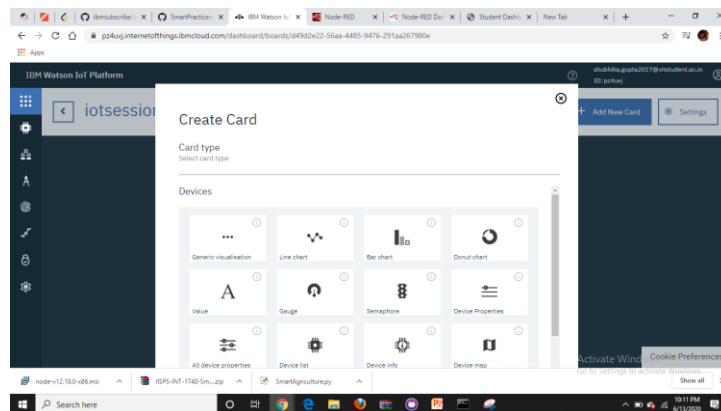 ibmsubscribe
SmartPractices
IBM Watson Io
Node-RED
Node-RED Da
Student Dashb
New Tab
pz4uvj.internetofthings.ibmcloud.com/dashboard/boards/d49d2e22-56aa-4485-9476-291aa267980e
Apps
IBM Watson IoT Platform
shubhika.gupta2017@vitstudent.ac.in
ID: pz4uvj
iotsession
Add New Card
Settings
Create Card
Card type
Select card type
Devices
Generic visualisation
Line chart
Bar chart
Donut chart
A
Value
Gauge
Semaphore
Device Properties
All device properties
Device list
Device info
Device map
Activate Wind
Go to Settings to activate Windows.
Cookie Preferences
node-v12.18.0-x86.msi
IISPS-INT-1740-Sm....zip
SmartAgriculture.py
Show all
Search here
10:11 PM
6/13/2020